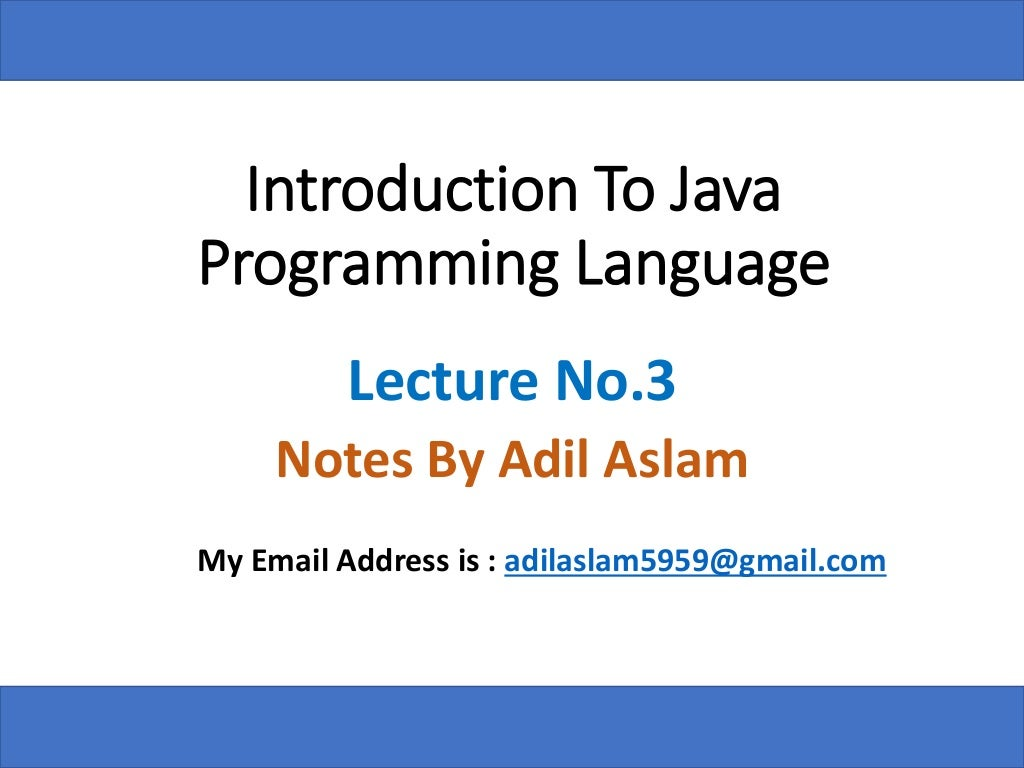 Introduction To Java
Programming Language
Lecture No.3
Notes By Adil Aslam
My Email Address is : adilaslam5959@gmail.com